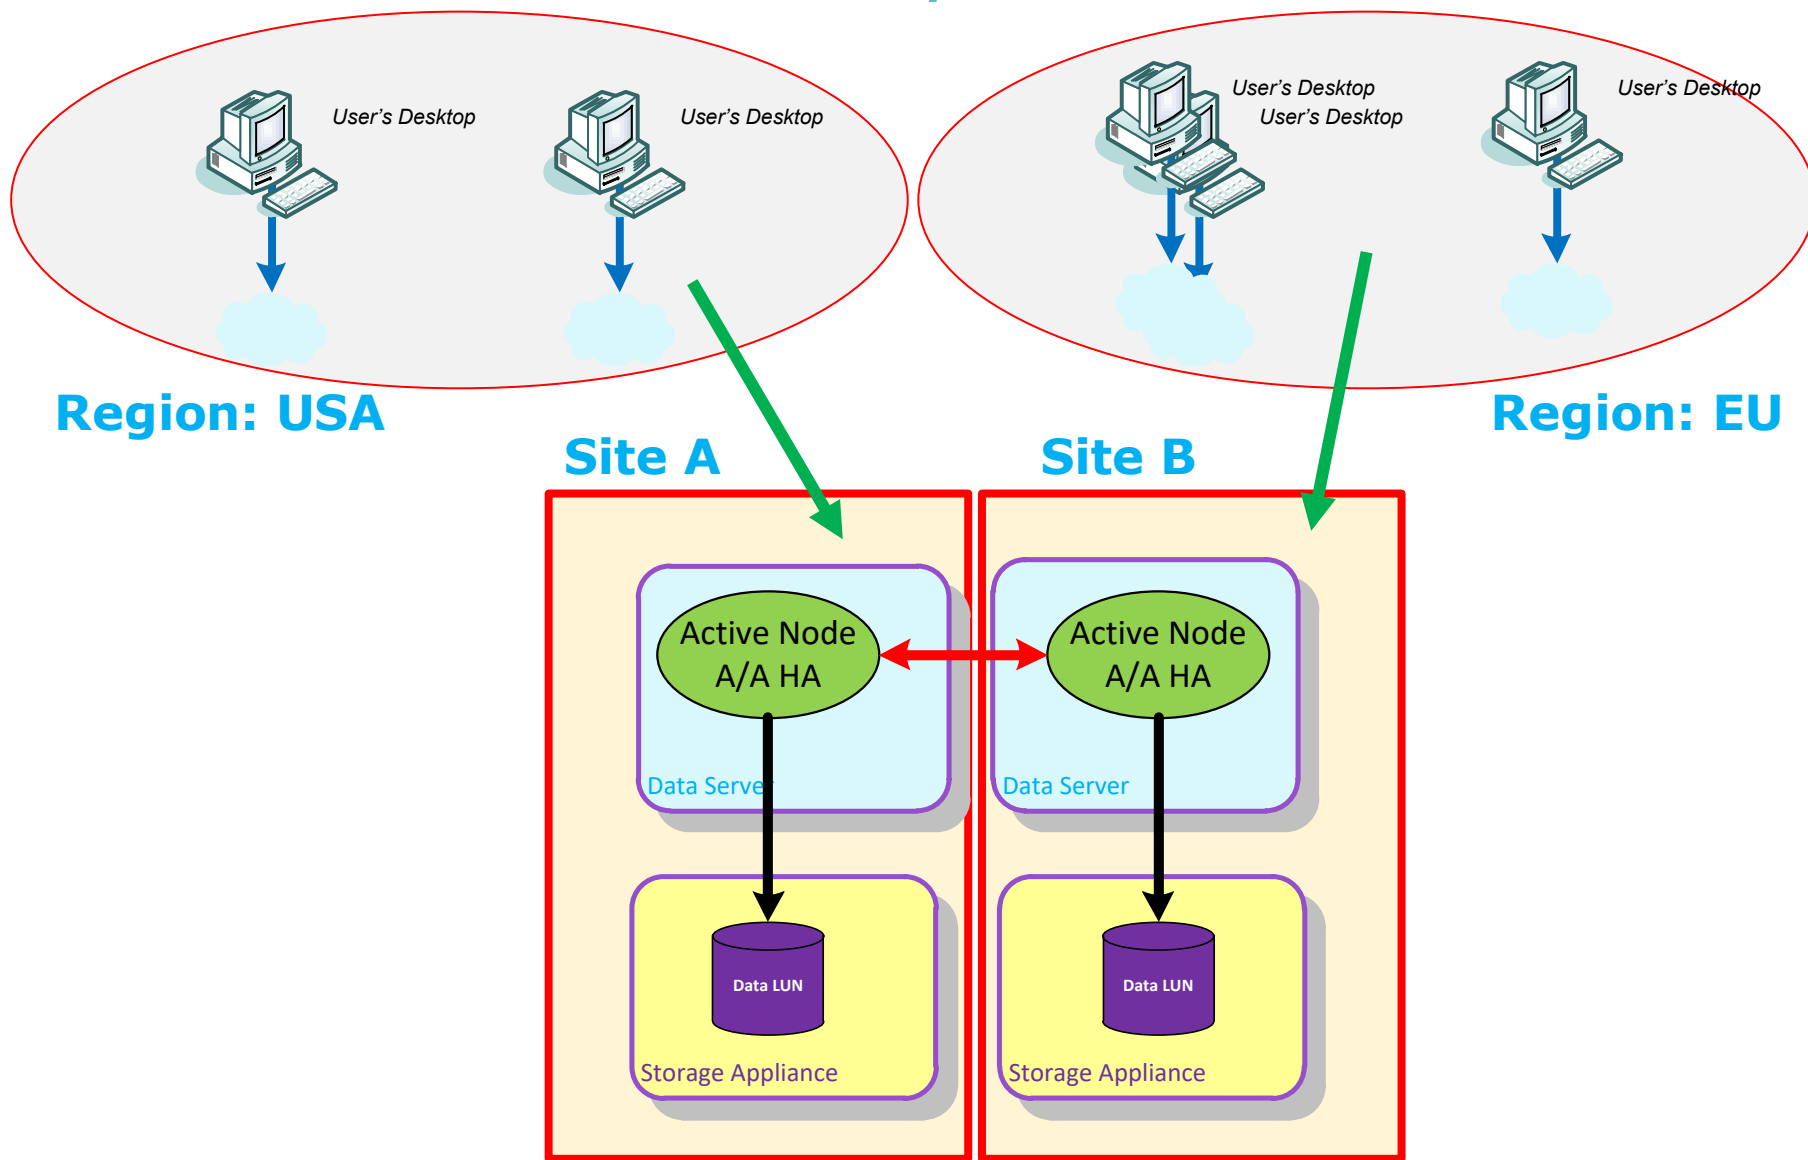 User's Desktop
User's Desktop
User's Desktop
User's Desktop
User's Desktop
Region: USA
Region: EU
Site A
Site B
Active Node
A/A HA
Active Node
A/A HA
Data Server
Data Server
Data LUN
Data LUN
Storage Appliance
Storage Appliance